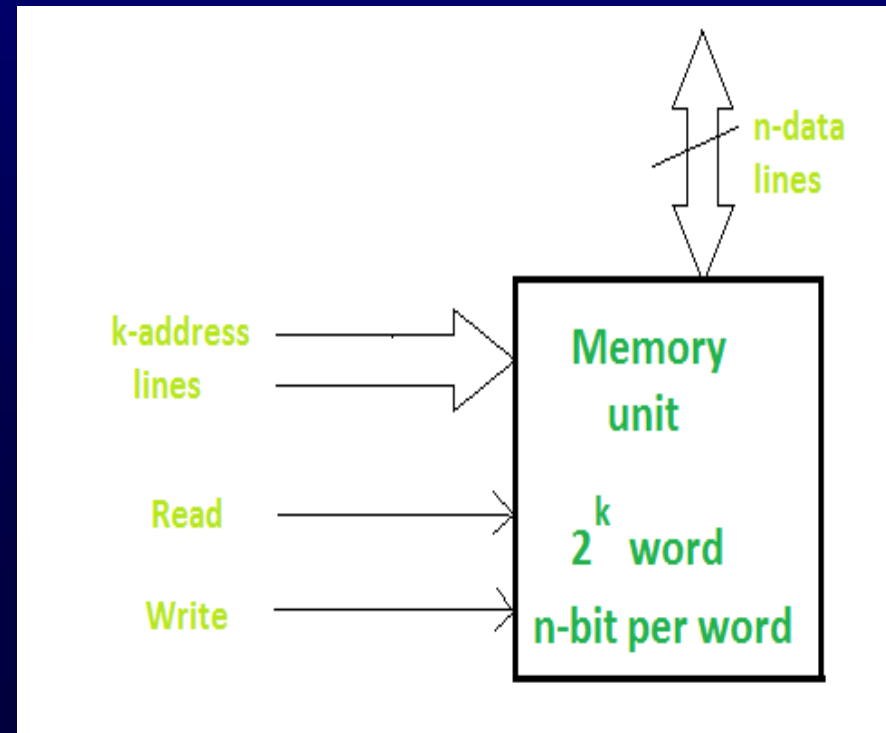 n-data
lines
k-address
lines
Memory
unit
Read
2^k word
Write
n-bit per word